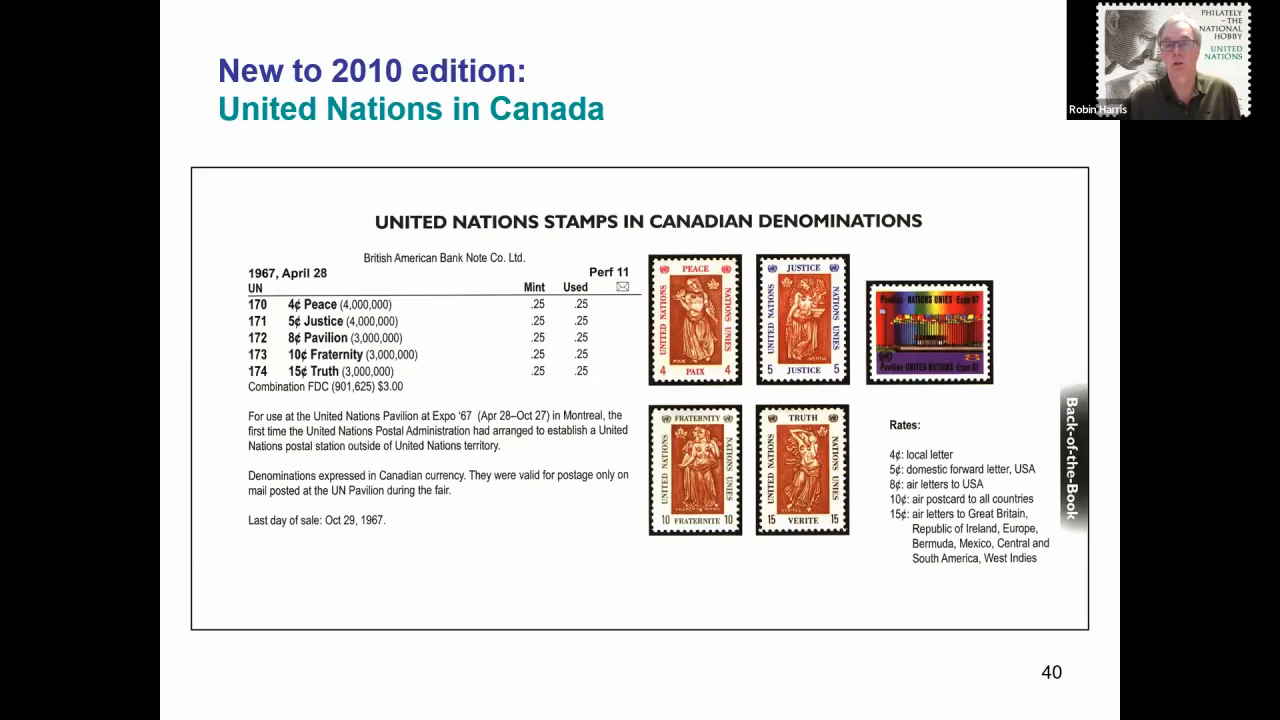 New to 2010 edition:
United Nations in Canada
PHILATELY
– THE
NATIONAL
HOBBY
UNITED
NATIONS
Robin Harris
UNITED NATIONS STAMPS IN CANADIAN DENOMINATIONS
British American Bank Note Co. Ltd.
1967, April 28 Perf 11
UN Mint Used
170 4¢ Peace (4,000,000) .25 .25
171 5¢ Justice (4,000,000) .25 .25
172 8¢ Pavilion (3,000,000) .25 .25
173 10¢ Fraternity (3,000,000) .25 .25
174 15¢ Truth (3,000,000) .25 .25
Combination FDC (901,625) $3.00
For use at the United Nations Pavilion at Expo ‘67 (Apr 28–Oct 27) in Montreal, the
first time the United Nations Postal Administration had arranged to establish a United
Nations postal station outside of United Nations territory.
Denominations expressed in Canadian currency. They were valid for postage only on
mail posted at the UN Pavilion during the fair.
Last day of sale: Oct 29, 1967.
PEACE
UNITED NATIONS
NATIONS UNIES
PAX
4 PAIX 4
JUSTICE
UNITED NATIONS
NATIONS UNIES
5 JUSTICE 5
Pavillon NATIONS UNIES Expo 67
Pavilion UNITED NATIONS Expo 67
FRATERNITY
UNITED NATIONS
NATIONS UNIES
10 FRATERNITE 10
TRUTH
UNITED NATIONS
NATIONS UNIES
VERITAS
15 VERITE 15
Rates:
4¢: local letter
5¢: domestic forward letter, USA
8¢: air letters to USA
10¢: air postcard to all countries
15¢: air letters to Great Britain,
Republic of Ireland, Europe,
Bermuda, Mexico, Central and
South America, West Indies
Back-of-the-Book
40